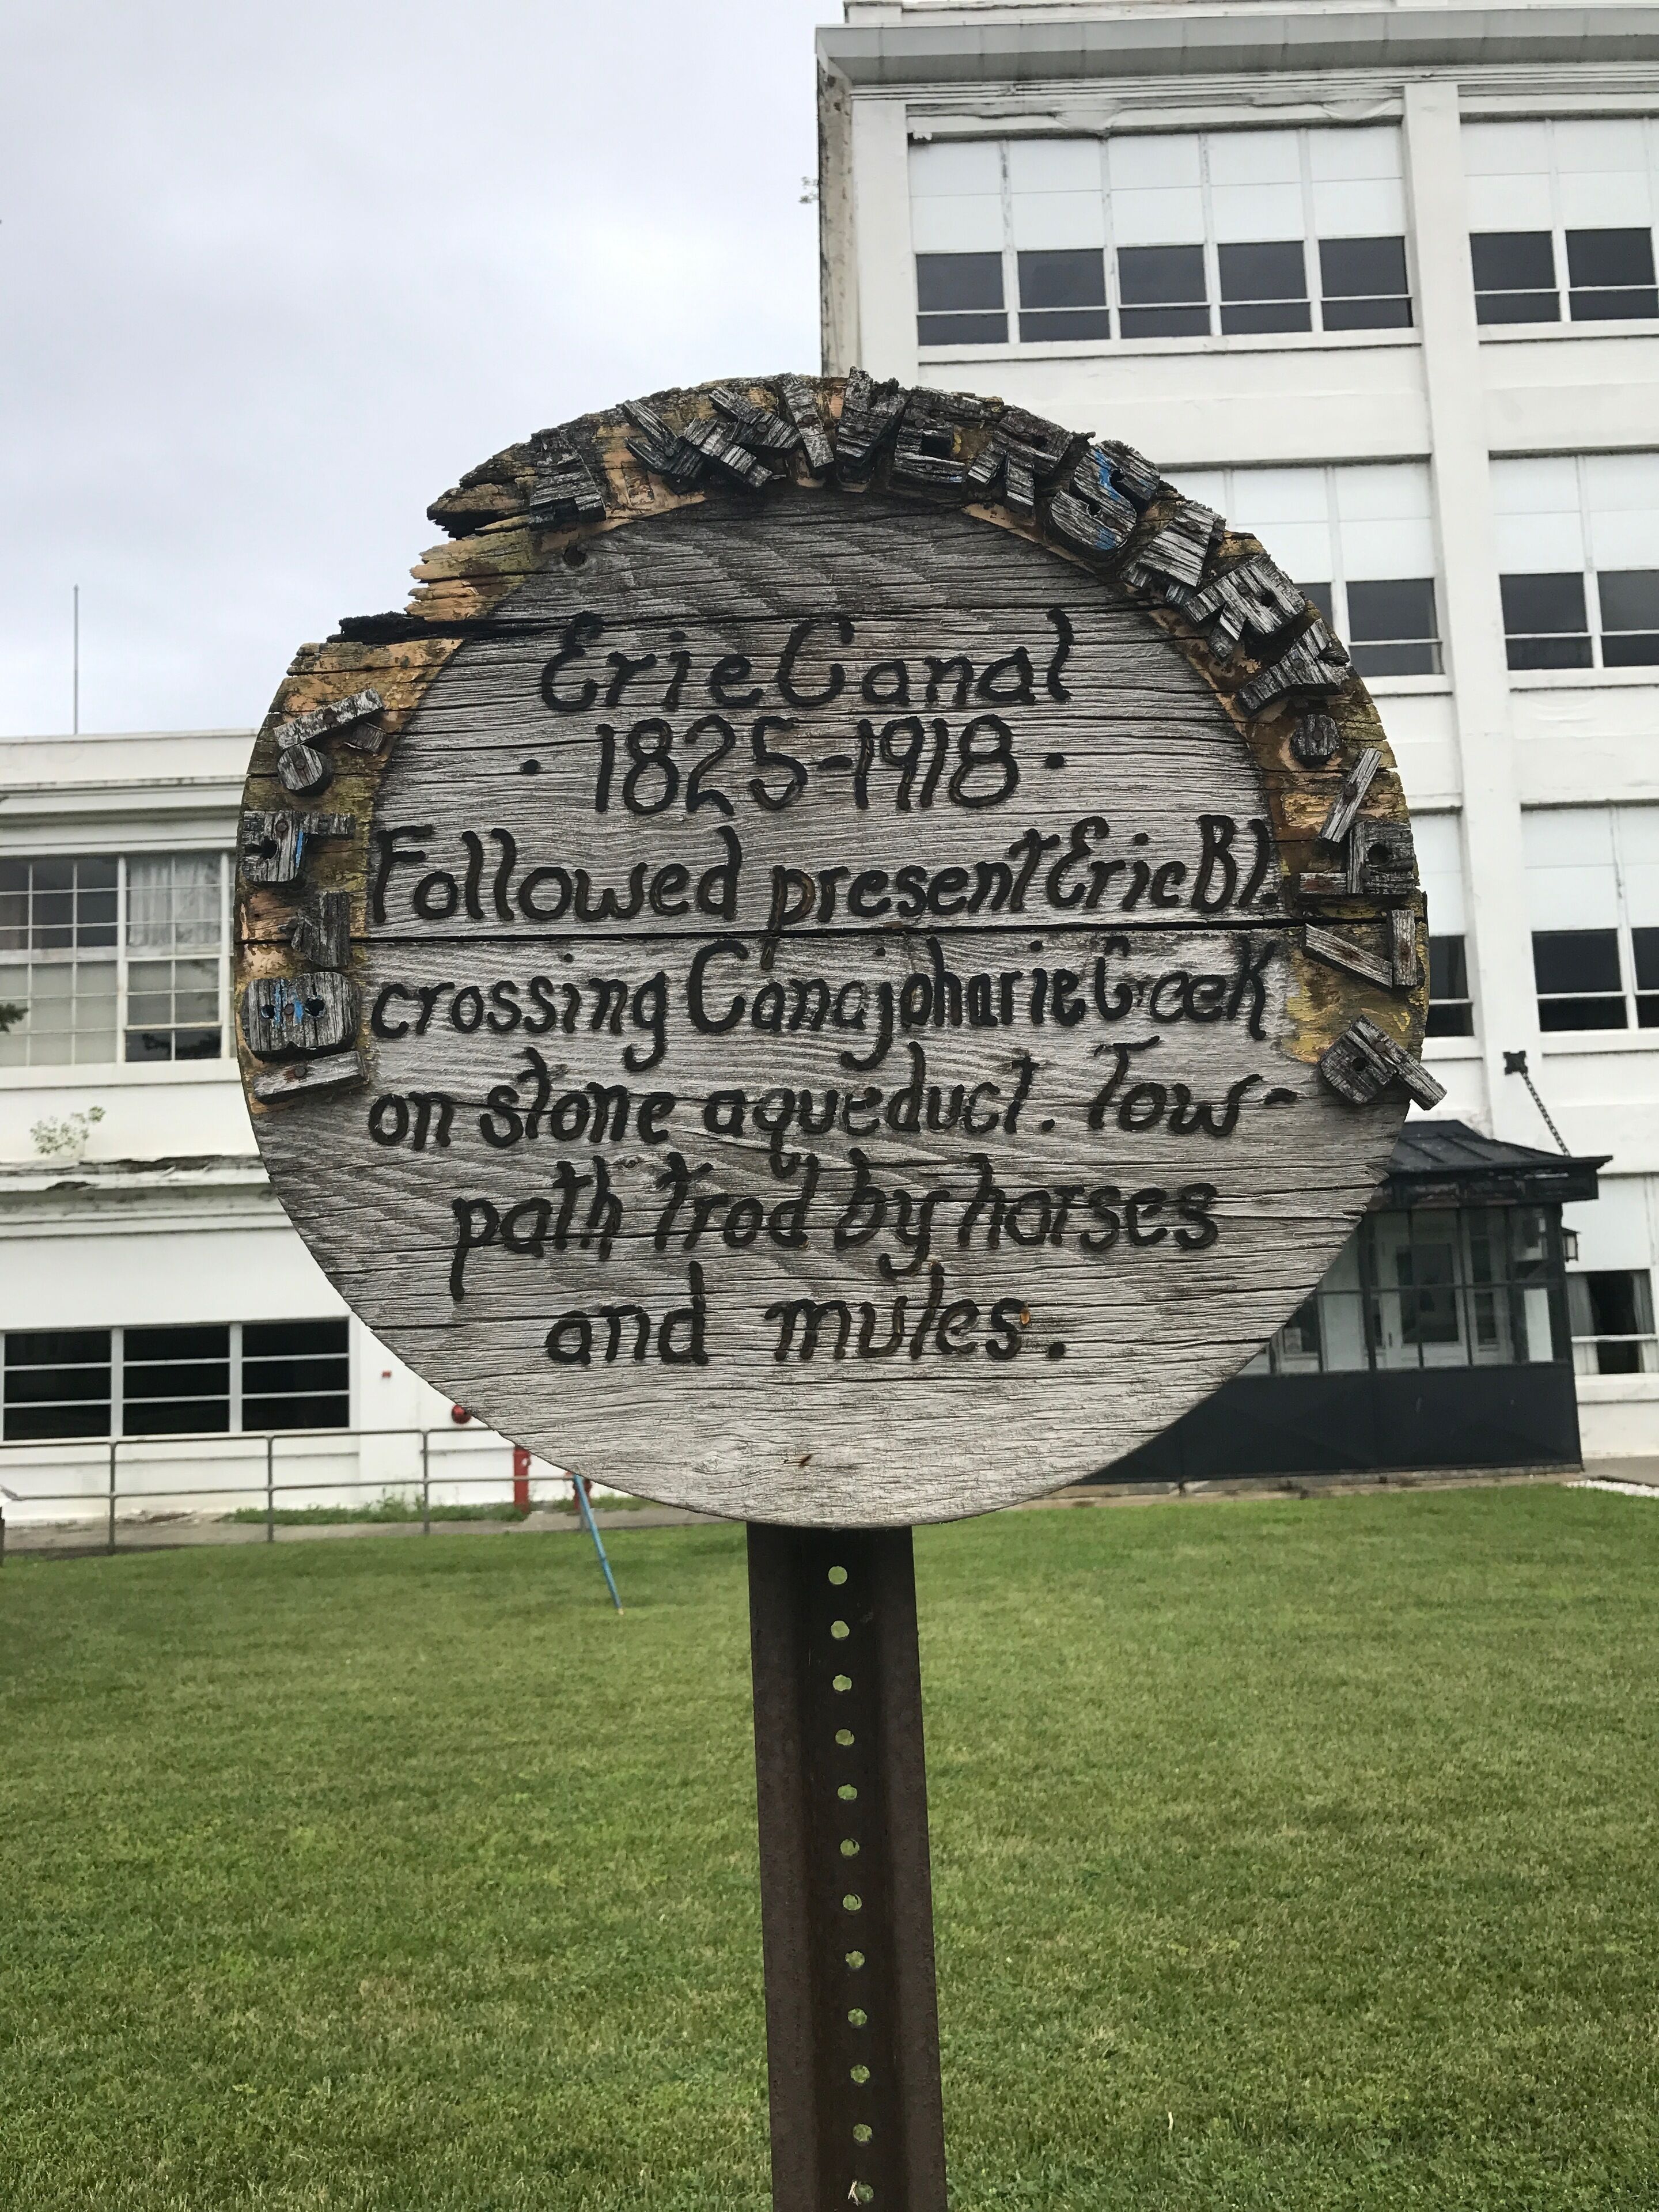 ANNIVERSARY
Erie Canal
• 1825-1918 •
Followed present Erie Bl.
crossing Canajoharie Creek
on stone aqueduct. Tow-
path trod by horses
and mules.